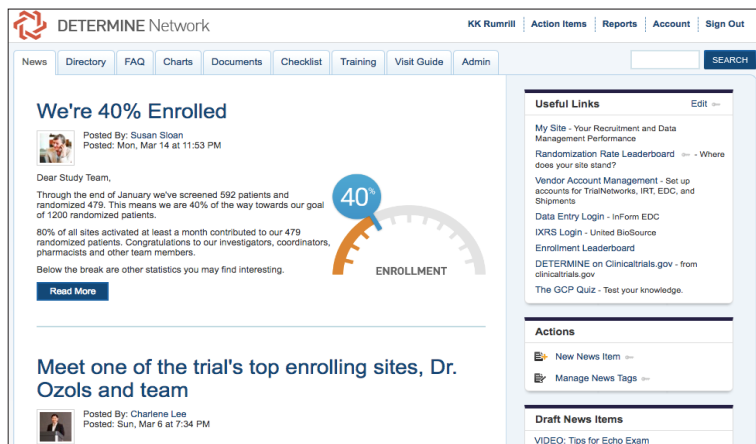 DETERMINE Network
KK Rumrill
Action Items
Reports
Account
Sign Out
News
Directory
FAQ
Charts
Documents
Checklist
Training
Visit Guide
Admin
SEARCH
We're 40% Enrolled
Posted By: Susan Sloan
Posted: Mon, Mar 14 at 11:53 PM
Dear Study Team,
Through the end of January we've screened 592 patients and
randomized 479. This means we are 40% of the way towards our goal
of 1200 randomized patients.
80% of all sites activated at least a month contributed to our 479
randomized patients. Congratulations to our investigators, coordinators,
pharmacists and other team members.
Below the break are other statistics you may find interesting.
Read More
40%
ENROLLMENT
Meet one of the trial's top enrolling sites, Dr.
Ozols and team
Posted By: Charlene Lee
Posted: Sun, Mar 6 at 7:34 PM
Useful Links
Edit
My Site - Your Recruitment and Data
Management Performance
Randomization Rate Leaderboard - Where
does your site stand?
Vendor Account Management - Set up
accounts for TrialNetworks, IRT, EDC, and
Shipments
Data Entry Login - InForm EDC
IXRS Login - United BioSource
Enrollment Leaderboard
DETERMINE on Clinicaltrials.gov - from
clinicaltrials.gov
The GCP Quiz - Test your knowledge.
Actions
New News Item
Manage News Tags
Draft News Items
VIDEO: Tips for Echo Exam